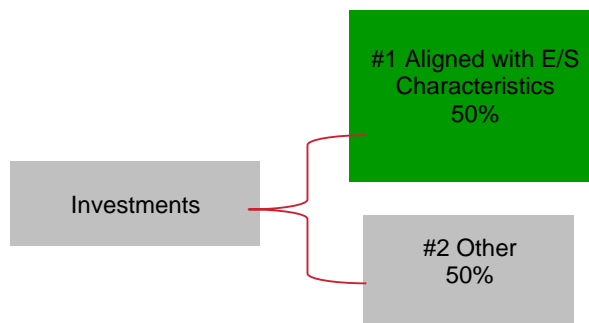 #1 Aligned with E/S
Characteristics
50%
Investments
#2 Other
50%